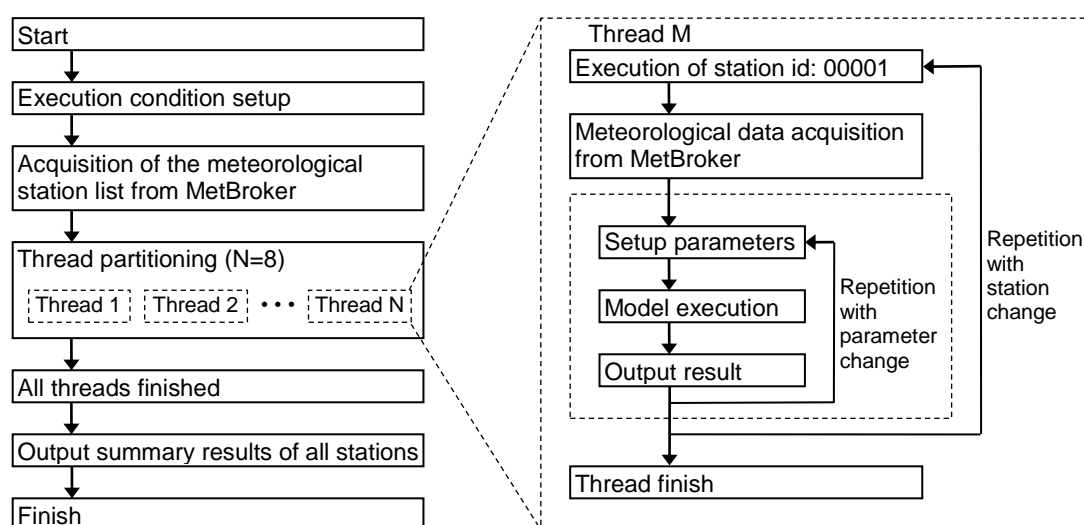 Start
Execution condition setup
Acquisition of the meteorological
station list from MetBroker
Thread partitioning (N=8)
Thread 1 Thread 2 • • • Thread N
All threads finished
Output summary results of all stations
Finish
Thread M
Execution of station id: 00001
Meteorological data acquisition
from MetBroker
Setup parameters
Model execution
Output result
Repetition
with
parameter
change
Repetition
with
station
change
Thread finish